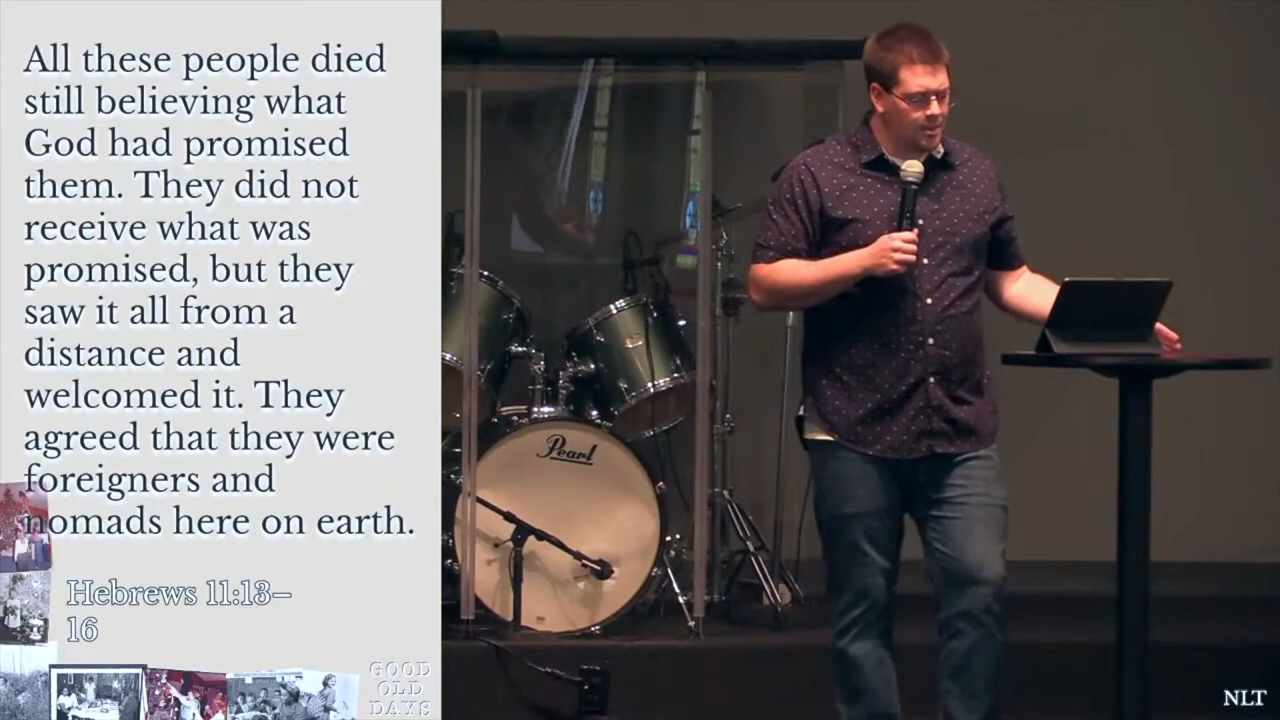 All these people died
still believing what
God had promised
them. They did not
receive what was
promised, but they
saw it all from a
distance and
welcomed it. They
agreed that they were
foreigners and
nomads here on earth.
Hebrews 11:13–
16
GOOD
OLD
DAYS
Pearl
NLT